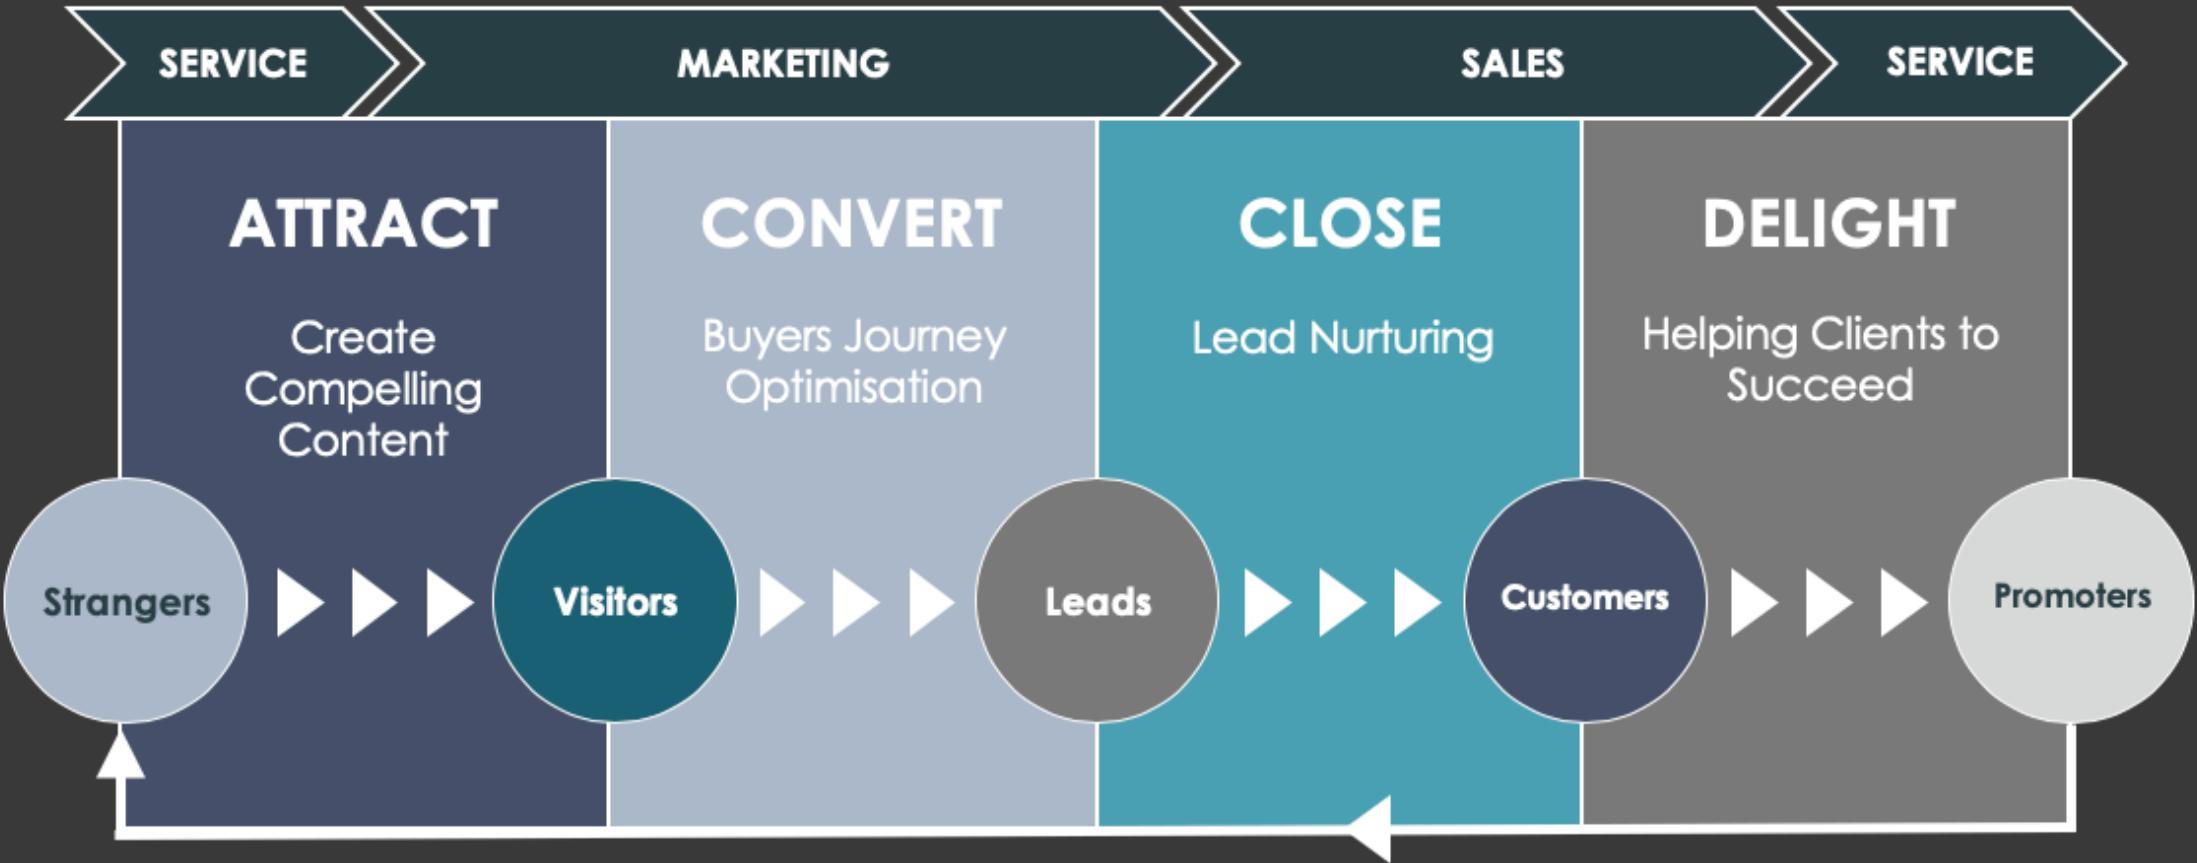 SERVICE
MARKETING
SALES
SERVICE
ATTRACT
Create
Compelling
Content
CONVERT
Buyers Journey
Optimisation
CLOSE
Lead Nurturing
DELIGHT
Helping Clients to
Succeed
Strangers
Visitors
Leads
Customers
Promoters